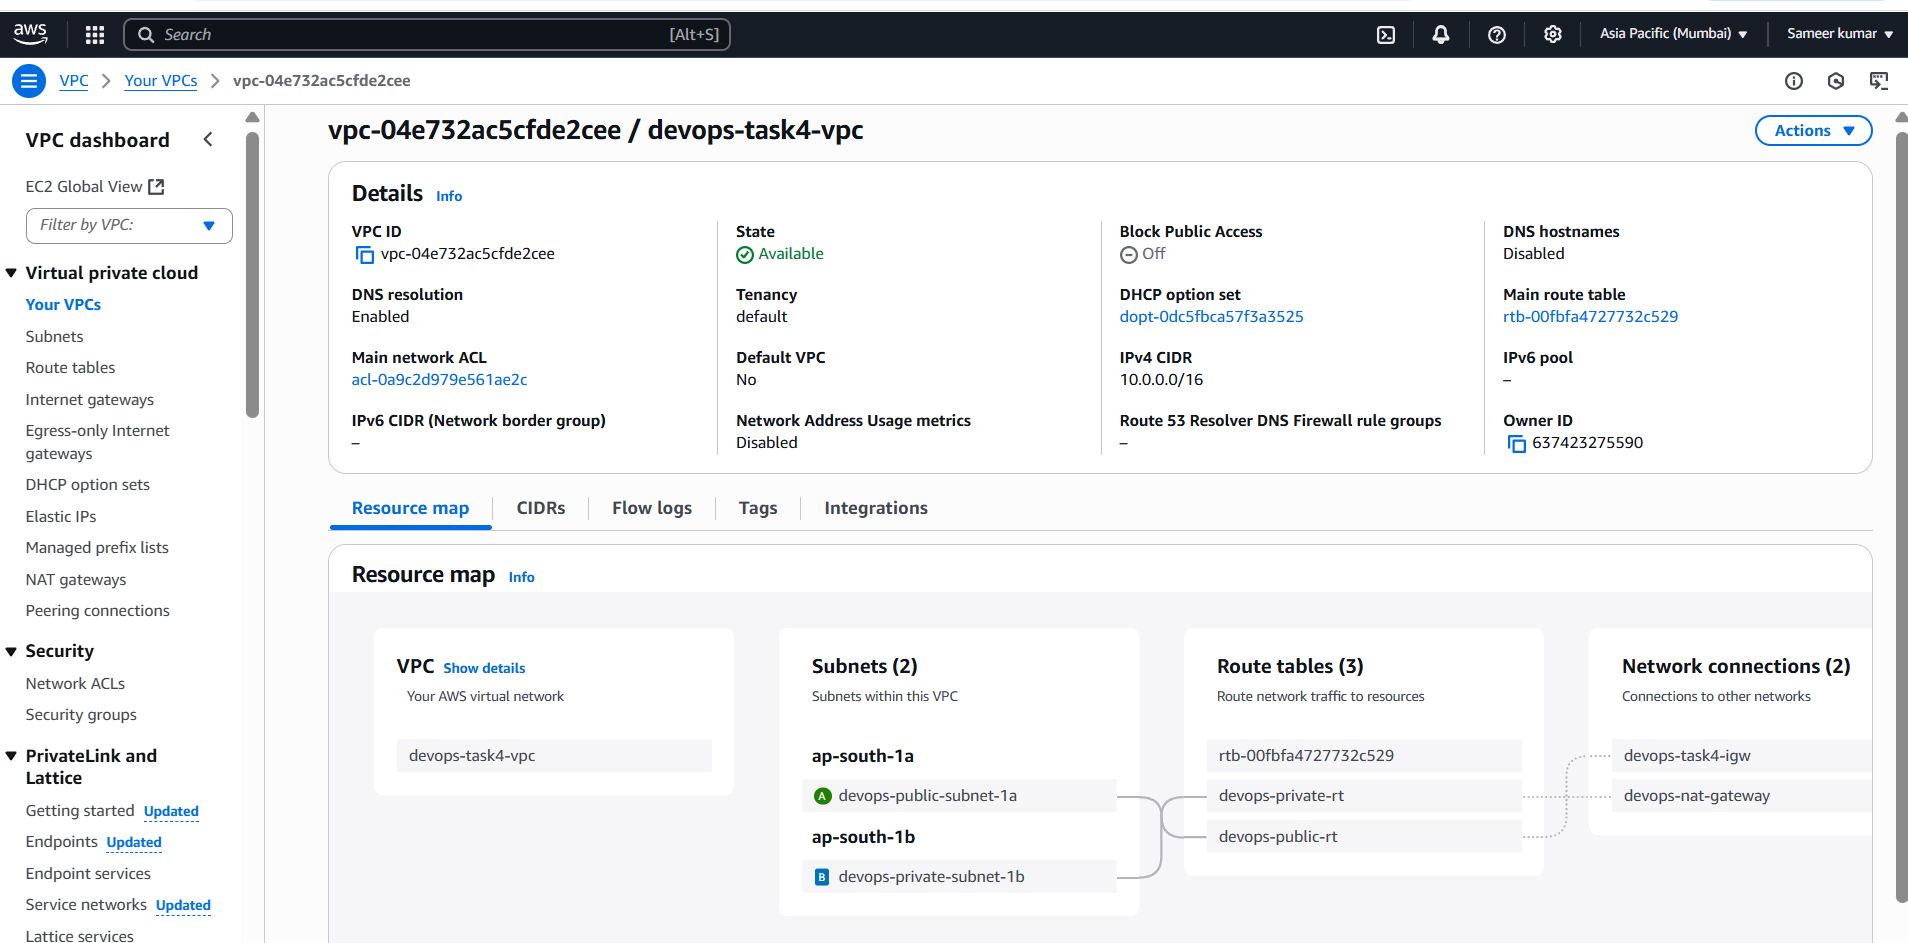 aws
Search [Alt+S]
Asia Pacific (Mumbai)
Sameer kumar
VPC
Your VPCs
vpc-04e732ac5cfde2cee
VPC dashboard
EC2 Global View
Filter by VPC:
Virtual private cloud
Your VPCs
Subnets
Route tables
Internet gateways
Egress-only Internet
gateways
DHCP option sets
Elastic IPs
Managed prefix lists
NAT gateways
Peering connections
Security
Network ACLs
Security groups
PrivateLink and
Lattice
Getting started Updated
Endpoints Updated
Endpoint services
Service networks Updated
Lattice services
vpc-04e732ac5cfde2cee / devops-task4-vpc
Actions
Details Info
VPC ID
vpc-04e732ac5cfde2cee
State
Available
Block Public Access
Off
DNS hostnames
Disabled
DNS resolution
Enabled
Tenancy
default
DHCP option set
dopt-0dc5fbca57f3a3525
Main route table
rtb-00fbfa4727732c529
Main network ACL
acl-0a9c2d979e561ae2c
Default VPC
No
IPv4 CIDR
10.0.0.0/16
IPv6 pool
–
IPv6 CIDR (Network border group)
–
Network Address Usage metrics
Disabled
Route 53 Resolver DNS Firewall rule groups
–
Owner ID
637423275590
Resource map
CIDRs
Flow logs
Tags
Integrations
Resource map Info
VPC Show details
Your AWS virtual network
devops-task4-vpc
Subnets (2)
Subnets within this VPC
ap-south-1a
A devops-public-subnet-1a
ap-south-1b
B devops-private-subnet-1b
Route tables (3)
Route network traffic to resources
rtb-00fbfa4727732c529
devops-private-rt
devops-public-rt
Network connections (2)
Connections to other networks
devops-task4-igw
devops-nat-gateway